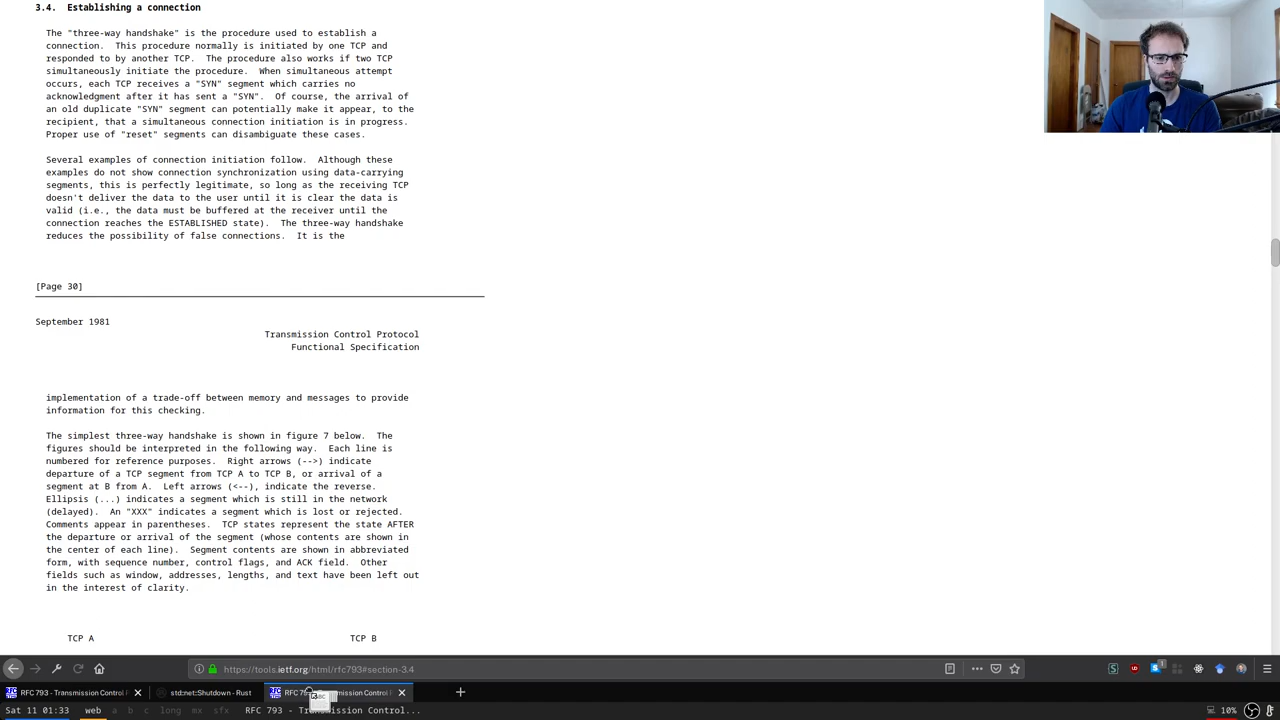 3.4.  Establishing a connection
The "three-way handshake" is the procedure used to establish a
connection.  This procedure normally is initiated by one TCP and
responded to by another TCP.  The procedure also works if two TCP
simultaneously initiate the procedure.  When simultaneous attempt
occurs, each TCP receives a "SYN" segment which carries no
acknowledgment after it has sent a "SYN".  Of course, the arrival of
an old duplicate "SYN" segment can potentially make it appear, to the
recipient, that a simultaneous connection initiation is in progress.
Proper use of "reset" segments can disambiguate these cases.
Several examples of connection initiation follow.  Although these
examples do not show connection synchronization using data-carrying
segments, this is perfectly legitimate, so long as the receiving TCP
doesn't deliver the data to the user until it is clear the data is
valid (i.e., the data must be buffered at the receiver until the
connection reaches the ESTABLISHED state).  The three-way handshake
reduces the possibility of false connections.  It is the
[Page 30]
September 1981
Transmission Control Protocol
Functional Specification
implementation of a trade-off between memory and messages to provide
information for this checking.
The simplest three-way handshake is shown in figure 7 below.  The
figures should be interpreted in the following way.  Each line is
numbered for reference purposes.  Right arrows (-->) indicate
departure of a TCP segment from TCP A to TCP B, or arrival of a
segment at B from A.  Left arrows (<--), indicate the reverse.
Ellipsis (...) indicates a segment which is still in the network
(delayed).  An "XXX" indicates a segment which is lost or rejected.
Comments appear in parentheses.  TCP states represent the state AFTER
the departure or arrival of the segment (whose contents are shown in
the center of each line).  Segment contents are shown in abbreviated
form, with sequence number, control flags, and ACK field.  Other
fields such as window, addresses, lengths, and text have been left out
in the interest of clarity.
TCP A TCP B
https://tools.ietf.org/html/rfc793#section-3.4
RFC 793 - Transmission Control std::net::Shutdown - Rust RFC
Sat 11 01:33 web a b c long mx sfx RFC 793 - Transmission Control... 10%